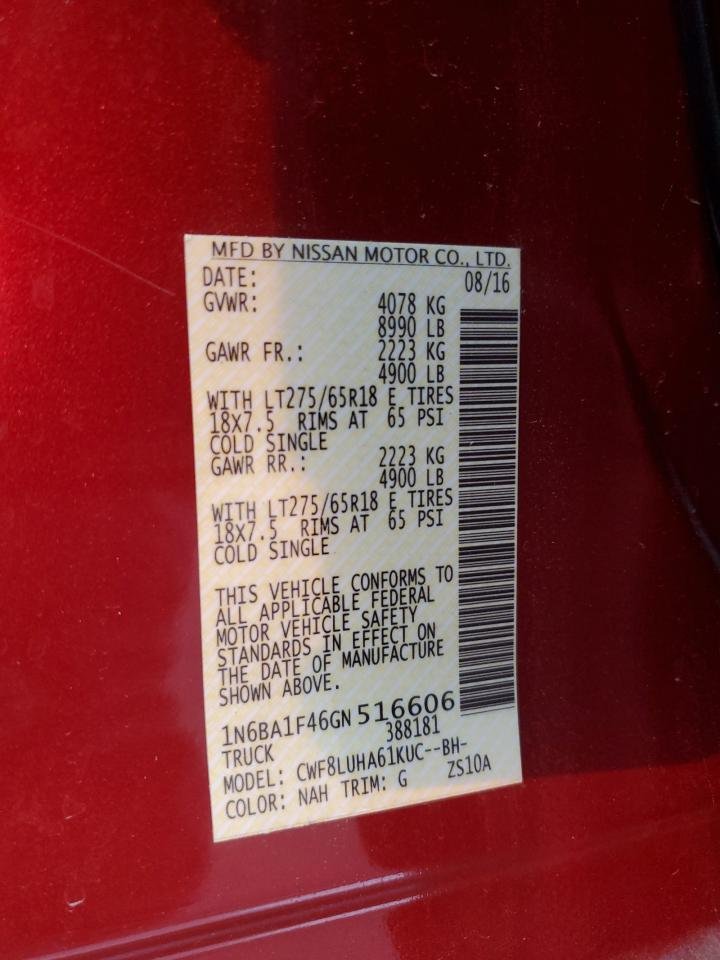 MFD BY NISSAN MOTOR CO., LTD.
DATE: 08/16
GVWR: 4078 KG
8990 LB
GAWR FR.: 2223 KG
4900 LB
WITH LT275/65R18 E TIRES
18X7.5 RIMS AT 65 PSI
COLD SINGLE
GAWR RR.: 2223 KG
4900 LB
WITH LT275/65R18 E TIRES
18X7.5 RIMS AT 65 PSI
COLD SINGLE
THIS VEHICLE CONFORMS TO
ALL APPLICABLE FEDERAL
MOTOR VEHICLE SAFETY
STANDARDS IN EFFECT ON
THE DATE OF MANUFACTURE
SHOWN ABOVE.
1N6BA1F46GN516606
TRUCK 388181
MODEL: CWF8LUHA61KUC--BH-
COLOR: NAH TRIM: G ZS10A